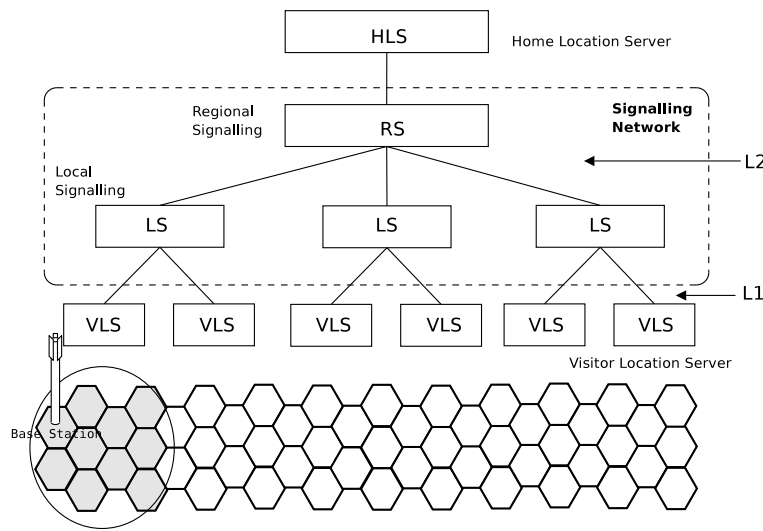 HLS
Home Location Server
Regional
Signalling
RS
Signalling
Network
L2
Local
Signalling
LS
LS
LS
L1
VLS
VLS
VLS
VLS
VLS
VLS
Visitor Location Server
Base Station